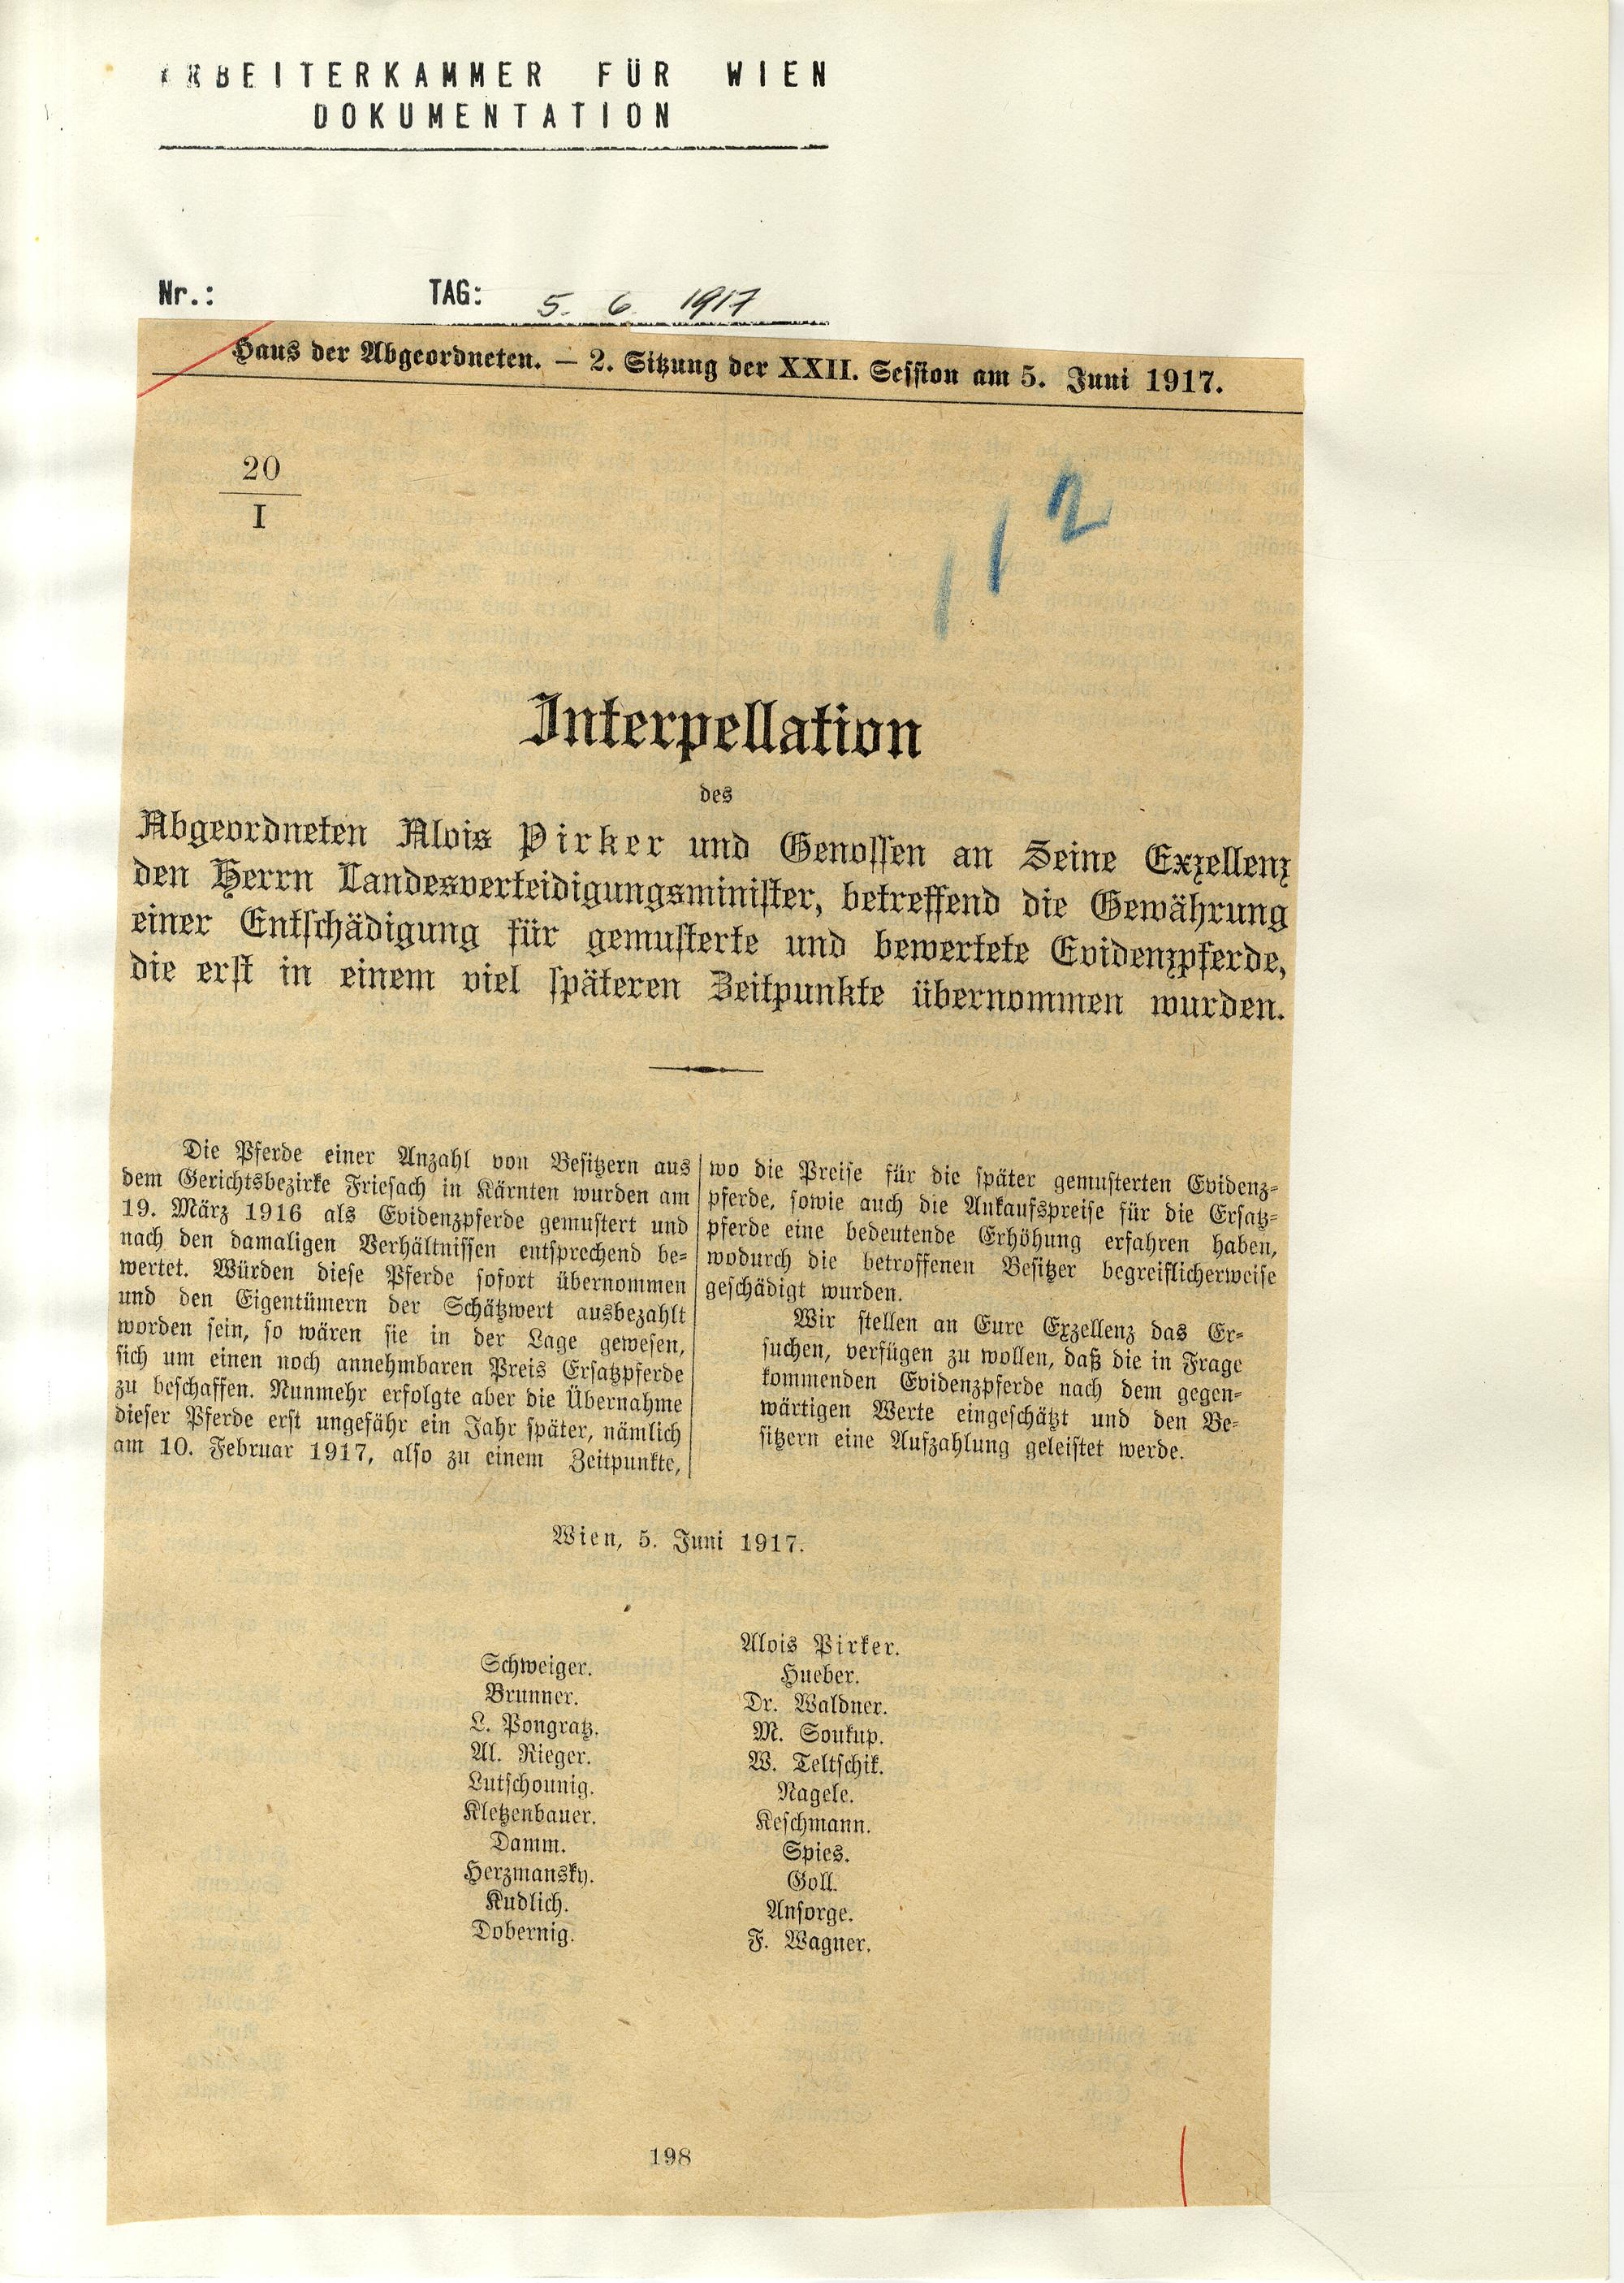 ARBEITERKAMMER FÜR WIEN
DOKUMENTATION
Nr.: TAG: 5. 6. 1917
Haus der Abgeordneten. — 2. Sitzung der XXII. Session am 5. Juni 1917.
20
I
112
Interpellation
des
Abgeordneten Alois Pirker und Genossen an Seine Exzellenz
den Herrn Landesverteidigungsminister, betreffend die Gewährung
einer Entschädigung für gemusterte und bewertete Evidenzpferde,
die erst in einem viel späteren Zeitpunkte übernommen wurden.
Die Pferde einer Anzahl von Besitzern aus
dem Gerichtsbezirke Friesach in Kärnten wurden am
19. März 1916 als Evidenzpferde gemustert und
nach den damaligen Verhältnissen entsprechend be-
wertet. Würden diese Pferde sofort übernommen
und den Eigentümern der Schätzwert ausbezahlt
worden sein, so wären sie in der Lage gewesen,
sich um einen noch annehmbaren Preis Ersatzpferde
zu beschaffen. Nunmehr erfolgte aber die Übernahme
dieser Pferde erst ungefähr ein Jahr später, nämlich
am 10. Februar 1917, also zu einem Zeitpunkte,
wo die Preise für die später gemusterten Evidenz-
pferde, sowie auch die Ankaufspreise für die Ersatz-
pferde eine bedeutende Erhöhung erfahren haben,
wodurch die betroffenen Besitzer begreiflicherweise
geschädigt wurden.
Wir stellen an Eure Exzellenz das Er-
suchen, verfügen zu wollen, daß die in Frage
kommenden Evidenzpferde nach dem gegen-
wärtigen Werte eingeschätzt und den Be-
sitzern eine Aufzahlung geleistet werde.
Wien, 5. Juni 1917.
Schweiger.
Brunner.
L. Pongratz.
Al. Rieger.
Lutschounig.
Kletzenbauer.
Damm.
Herzmansky.
Kudlich.
Dobernig.
Alois Pirker.
Hueber.
Dr. Waldner.
M. Soukup.
W. Teltschik.
Nagele.
Keschmann.
Spies.
Goll.
Ansorge.
F. Wagner.
198